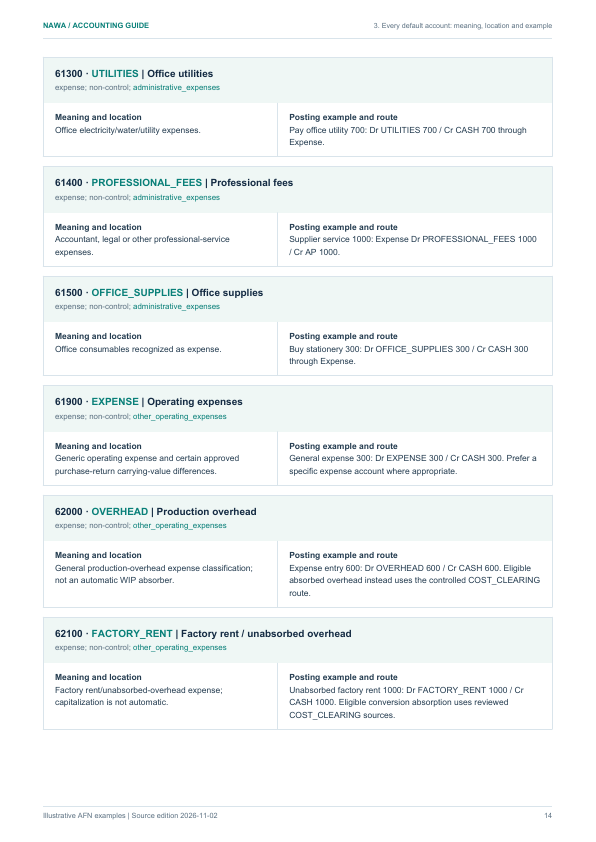 NAWA / ACCOUNTING GUIDE
3. Every default account: meaning, location and example
61300 · UTILITIES | Office utilities
expense; non-control; administrative_expenses
Meaning and location
Office electricity/water/utility expenses.
Posting example and route
Pay office utility 700: Dr UTILITIES 700 / Cr CASH 700 through
Expense.
61400 · PROFESSIONAL_FEES | Professional fees
expense; non-control; administrative_expenses
Meaning and location
Accountant, legal or other professional-service
expenses.
Posting example and route
Supplier service 1000: Expense Dr PROFESSIONAL_FEES 1000
/ Cr AP 1000.
61500 · OFFICE_SUPPLIES | Office supplies
expense; non-control; administrative_expenses
Meaning and location
Office consumables recognized as expense.
Posting example and route
Buy stationery 300: Dr OFFICE_SUPPLIES 300 / Cr CASH 300
through Expense.
61900 · EXPENSE | Operating expenses
expense; non-control; other_operating_expenses
Meaning and location
Generic operating expense and certain approved
purchase-return carrying-value differences.
Posting example and route
General expense 300: Dr EXPENSE 300 / Cr CASH 300. Prefer a
specific expense account where appropriate.
62000 · OVERHEAD | Production overhead
expense; non-control; other_operating_expenses
Meaning and location
General production-overhead expense classification;
not an automatic WIP absorber.
Posting example and route
Expense entry 600: Dr OVERHEAD 600 / Cr CASH 600. Eligible
absorbed overhead instead uses the controlled COST_CLEARING
route.
62100 · FACTORY_RENT | Factory rent / unabsorbed overhead
expense; non-control; other_operating_expenses
Meaning and location
Factory rent/unabsorbed-overhead expense;
capitalization is not automatic.
Posting example and route
Unabsorbed factory rent 1000: Dr FACTORY_RENT 1000 / Cr
CASH 1000. Eligible conversion absorption uses reviewed
COST_CLEARING sources.
Illustrative AFN examples | Source edition 2026-11-02
14